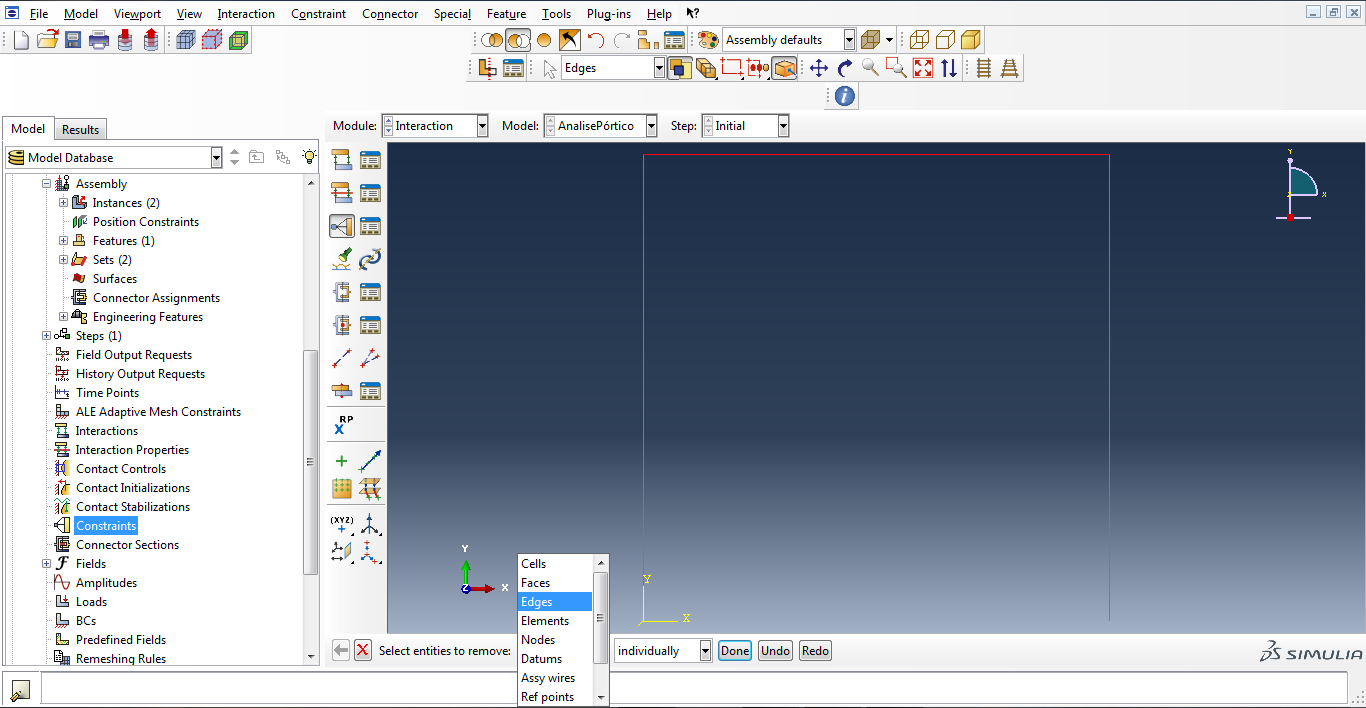 File Model Viewport View Interaction Constraint Connector Special Feature Tools Plug-ins Help
Assembly defaults
Edges
Model Results
Module: Interaction Model: AnalisePórtico Step: Initial
Model Database
Assembly
Instances (2)
Position Constraints
Features (1)
Sets (2)
Surfaces
Connector Assignments
Engineering Features
Steps (1)
Field Output Requests
History Output Requests
Time Points
ALE Adaptive Mesh Constraints
Interactions
Interaction Properties
Contact Controls
Contact Initializations
Contact Stabilizations
Constraints
Connector Sections
Fields
Amplitudes
Loads
BCs
Predefined Fields
Remeshing Rules
RP
X
(XYZ)
Y
X
Y
X
Z
Y
X
Z
Cells
Faces
Edges
Elements
Nodes
Datums
Assy wires
Ref points
Select entities to remove: individually Done Undo Redo
SIMULIA